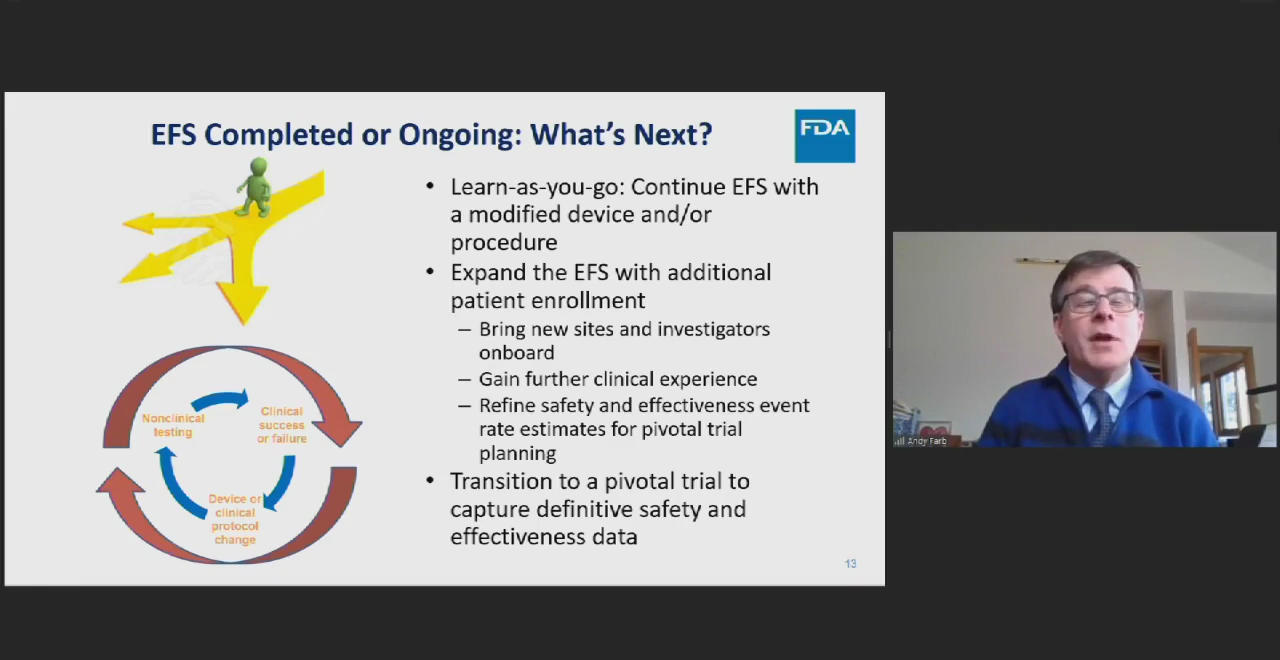 EFS Completed or Ongoing: What's Next?
FDA
• Learn-as-you-go: Continue EFS with
a modified device and/or
procedure
• Expand the EFS with additional
patient enrollment
– Bring new sites and investigators
onboard
– Gain further clinical experience
– Refine safety and effectiveness event
rate estimates for pivotal trial
planning
• Transition to a pivotal trial to
capture definitive safety and
effectiveness data
Nonclinical
testing
Clinical
success
or failure
Device or
clinical
protocol
change
13
Andy Farb